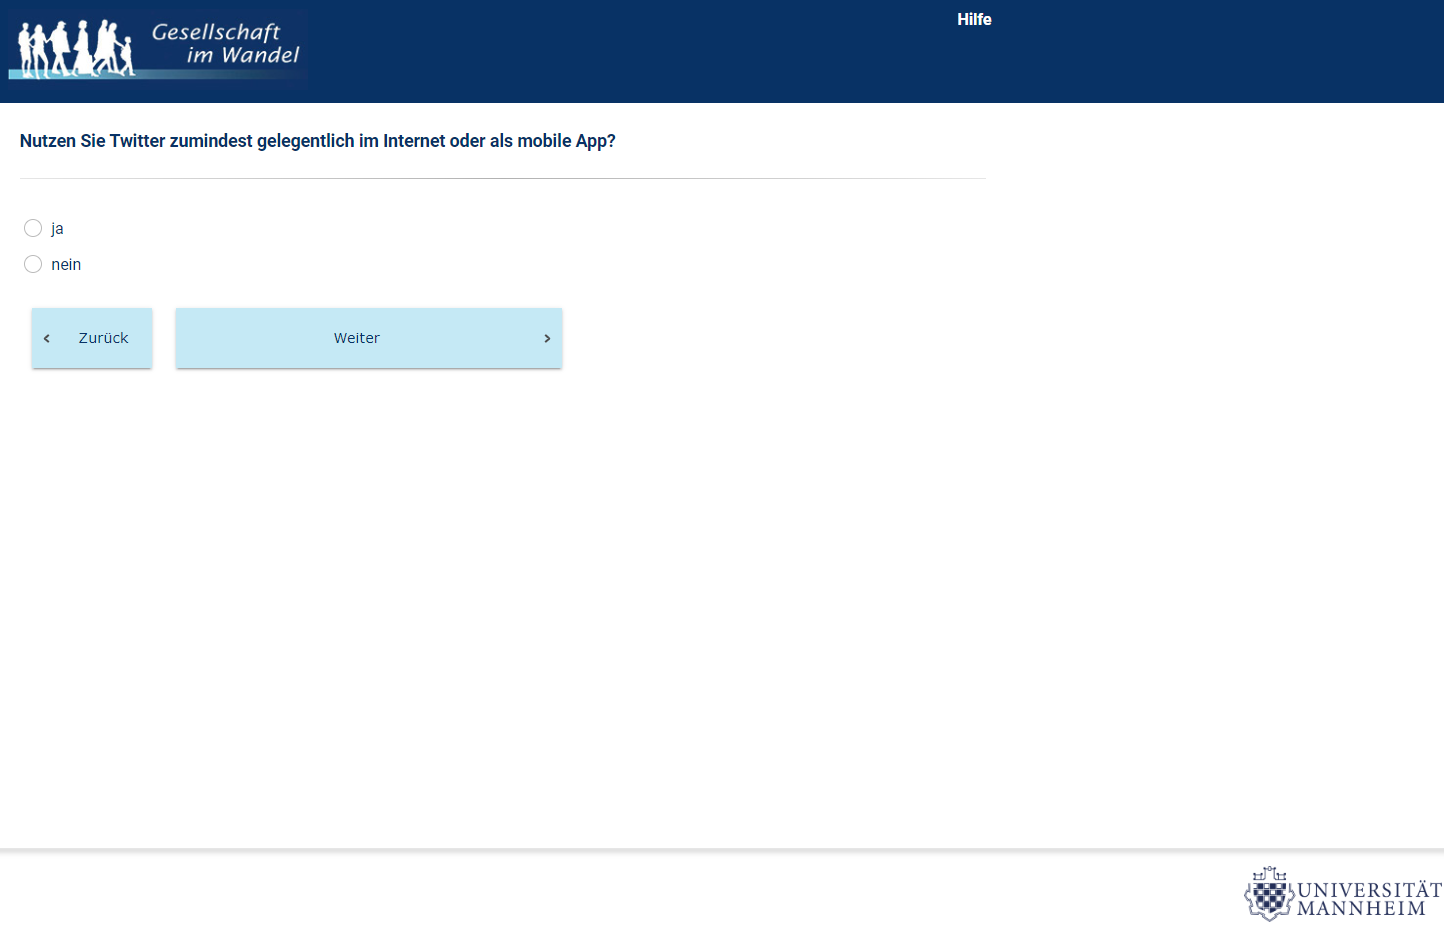 Gesellschaft
im Wandel
Hilfe
Nutzen Sie Twitter zumindest gelegentlich im Internet oder als mobile App?
ja
nein
Zurück
Weiter
UNIVERSITÄT
MANNHEIM